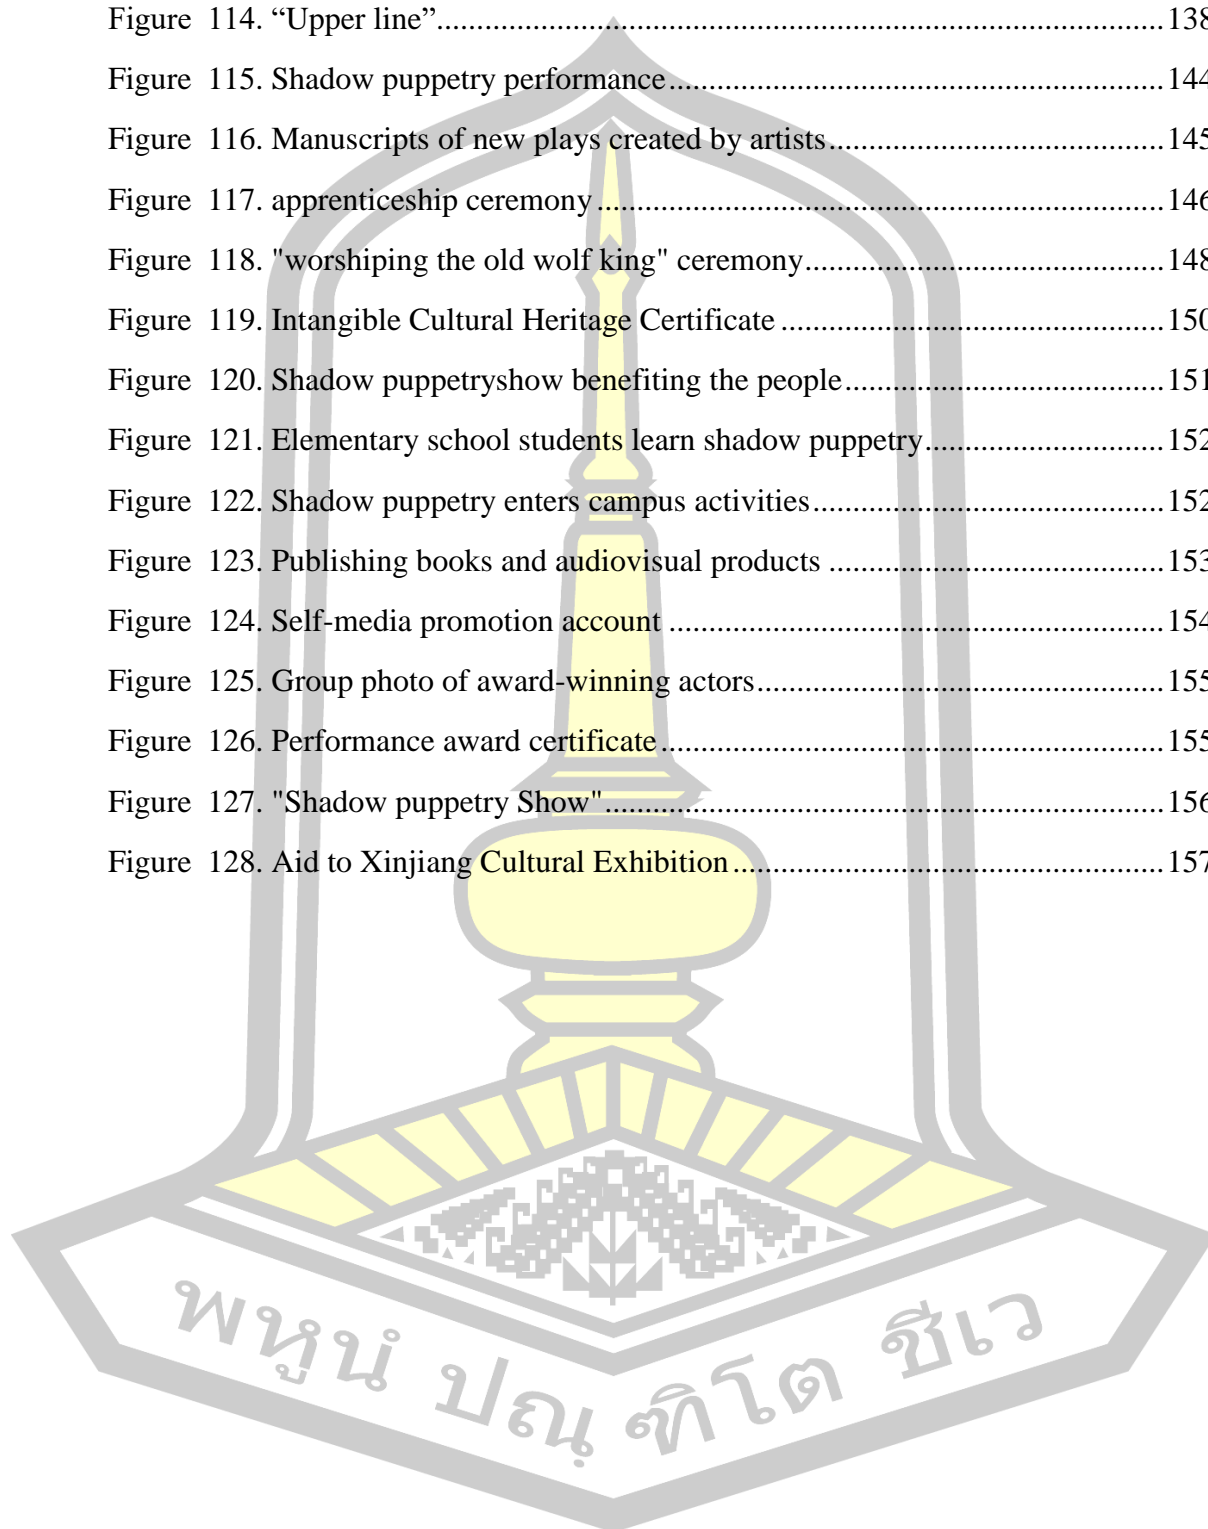 Figure 114. “Upper line”...............................................................................................138
Figure 115. Shadow puppetry performance................................................................144
Figure 116. Manuscripts of new plays created by artists...........................................145
Figure 117. apprenticeship ceremony.........................................................................146
Figure 118. "worshiping the old wolf king" ceremony..............................................148
Figure 119. Intangible Cultural Heritage Certificate.................................................150
Figure 120. Shadow puppetryshow benefiting the people.........................................151
Figure 121. Elementary school students learn shadow puppetry...............................152
Figure 122. Shadow puppetry enters campus activities.............................................152
Figure 123. Publishing books and audiovisual products...........................................153
Figure 124. Self-media promotion account................................................................154
Figure 125. Group photo of award-winning actors....................................................155
Figure 126. Performance award certificate.................................................................155
Figure 127. "Shadow puppetry Show"........................................................................156
Figure 128. Aid to Xinjiang Cultural Exhibition.......................................................157
พหูนํ ปณฺฑิโต ชีเว